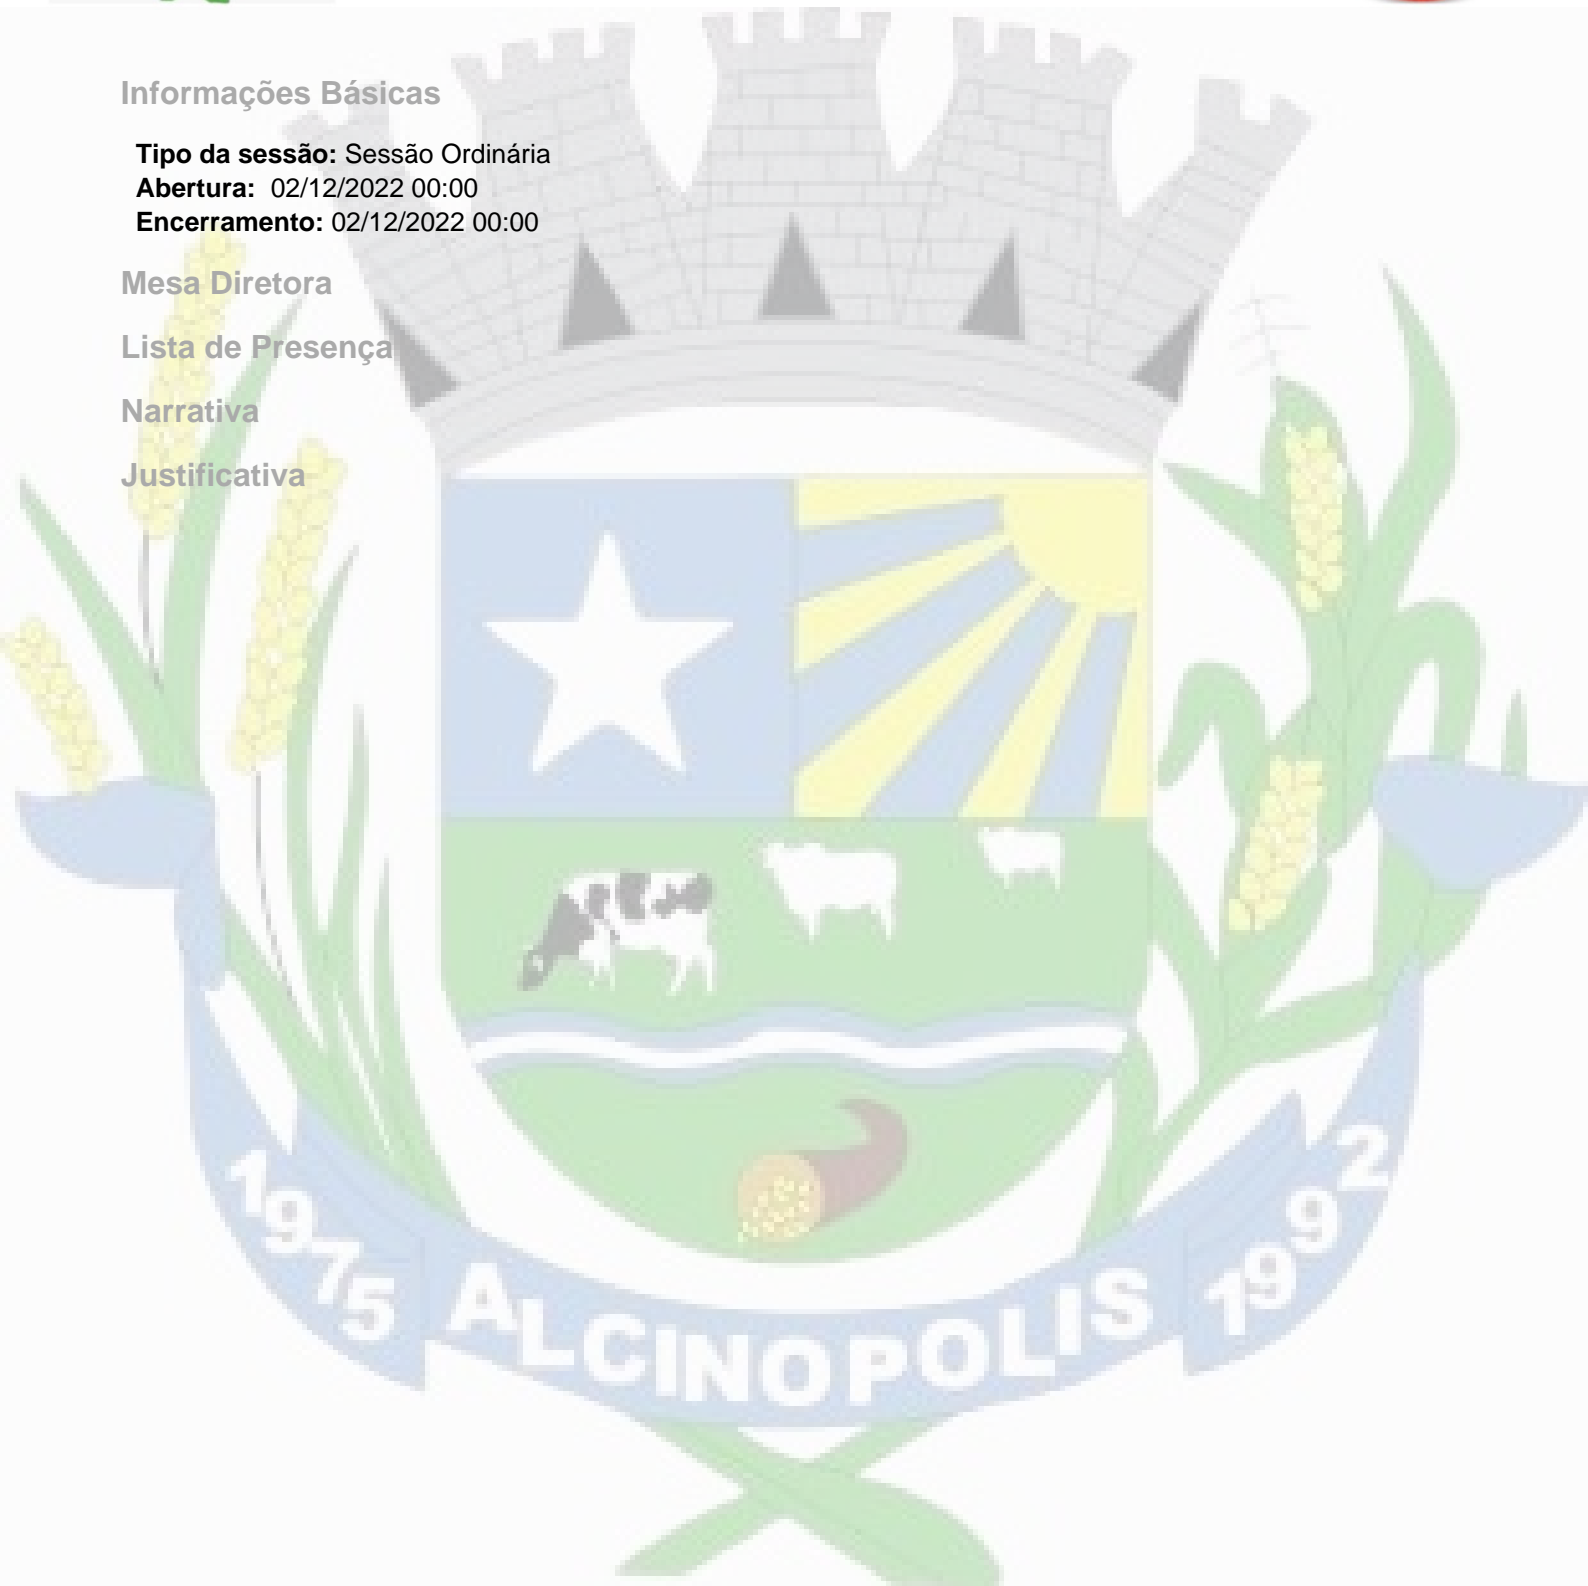 Informações Básicas
Tipo da sessão: Sessão Ordinária
Abertura: 02/12/2022 00:00
Encerramento: 02/12/2022 00:00
Mesa Diretora
Lista de Presença
Narrativa
Justificativa
1975 ALCINOPOLIS 1992